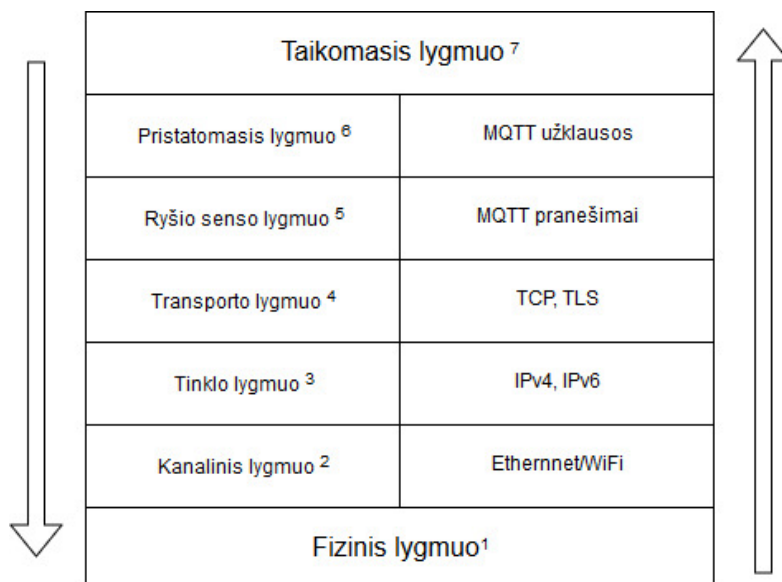 Taikomasis lygmuo 7
Pristatomasis lygmuo 6
MQTT užklausos
Ryšio senso lygmuo 5
MQTT pranešimai
Transporto lygmuo 4
TCP, TLS
Tinklo lygmuo 3
IPv4, IPv6
Kanalinis lygmuo 2
Ethernnet/WiFi
Fizinis lygmuo1